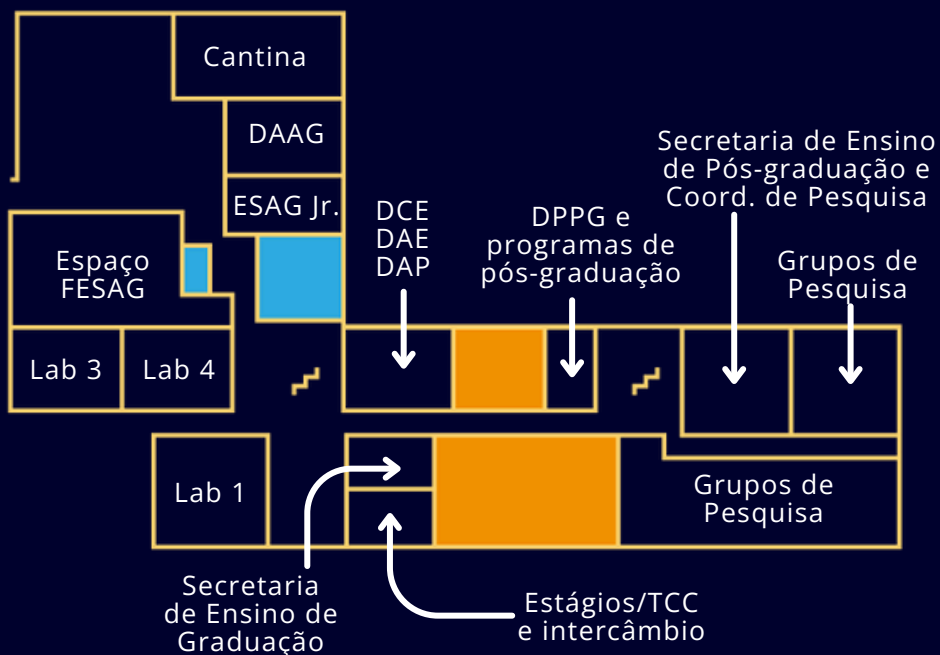 Cantina
DAAG
ESAG Jr.
DCE
DAE
DAP
DPPG e
programas de
pós-graduação
Secretaria de Ensino
de Pós-graduação e
Coord. de Pesquisa
Grupos de
Pesquisa
Espaço
FESAG
Lab 3
Lab 4
Lab 1
Grupos de
Pesquisa
Secretaria
de Ensino de
Graduação
Estágios/TCC
e intercâmbio